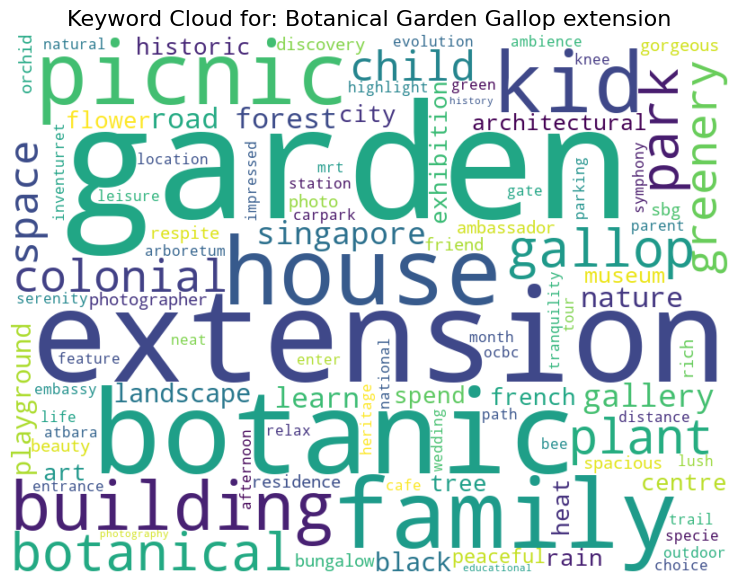 Keyword Cloud for: Botanical Garden Gallop extension
orchid
natural
historic
discovery
evolution
ambience
gorgeous
picnic
child
highlight
green
history
knee
kid
flower
road
forest
city
architectural
park
greenery
garden
space
inventurret
location
leisure
impressed
mrt
station
photo
carpark
exhibition
gate
parking
symphony
sbg
respite
arboretum
singapore
ambassador
friend
parent
colonial
house
gallop
museum
serenity
photographer
nature
extension
neat
feature
enter
month
ocbc
tranquility
tour
rich
playground
embassy
landscape
learn
heritage
national
spend
french
gallery
life
atbara
beauty
botanic
path
distance
plant
relax
wedding
bee
art
entrance
afternoon
residence
cafe
tree
heat
spacious
lush
centre
building
family
trail
specie
photography
botanical
bungalow
black
peaceful
educational
rain
outdoor
choice